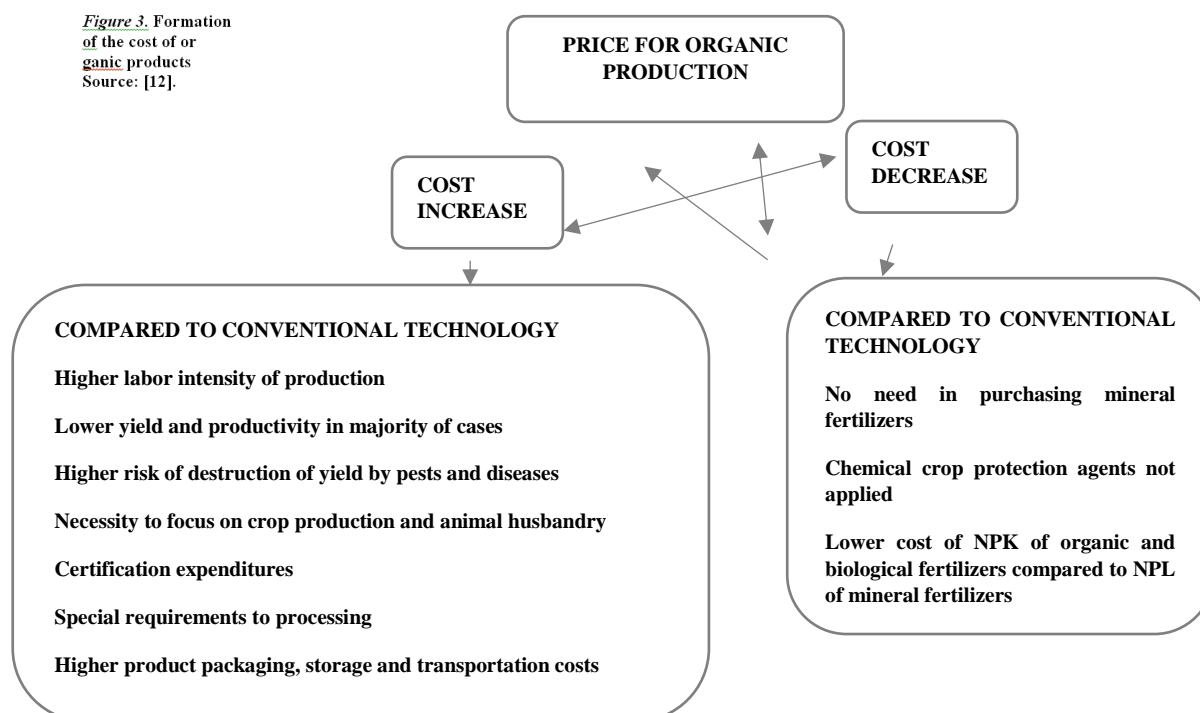 Figure 3. Formation
of the cost of or
ganic products
Source: [12].
PRICE FOR ORGANIC
PRODUCTION
COST
INCREASE
COST
DECREASE
COMPARED TO CONVENTIONAL TECHNOLOGY
Higher labor intensity of production
Lower yield and productivity in majority of cases
Higher risk of destruction of yield by pests and diseases
Necessity to focus on crop production and animal husbandry
Certification expenditures
Special requirements to processing
Higher product packaging, storage and transportation costs
COMPARED TO CONVENTIONAL
TECHNOLOGY
No need in purchasing mineral
fertilizers
Chemical crop protection agents not
applied
Lower cost of NPK of organic and
biological fertilizers compared to NPL
of mineral fertilizers